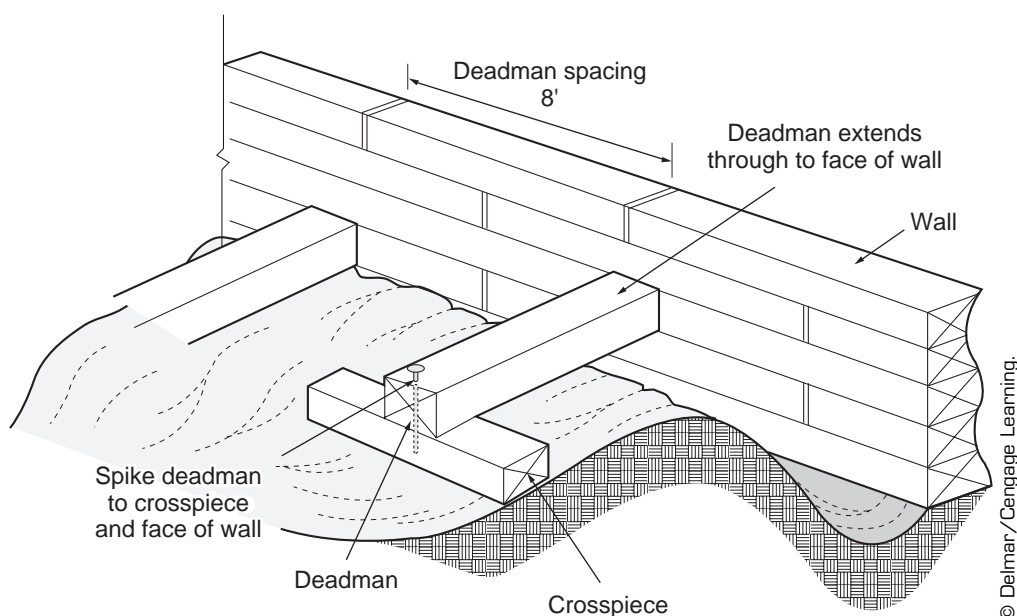 Deadman spacing
8'
Deadman extends
through to face of wall
Wall
Spike deadman
to crosspiece
and face of wall
Deadman
Crosspiece
© Delmar/Cengage Learning.